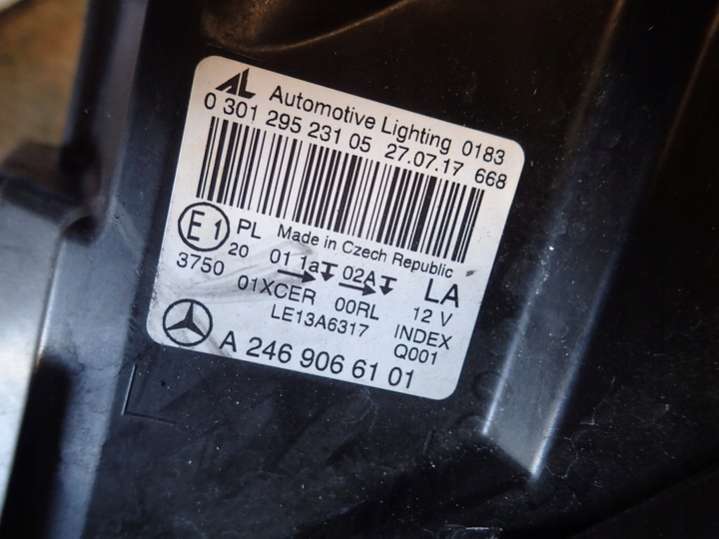 AL Automotive Lighting 0183
0 301 295 231 05 27.07.17 668
E1 PL Made in Czech Republic
20 01 1a 02A LA
3750 01XCER 00RL 12 V
LE13A6317 INDEX
Q001
A 246 906 61 01